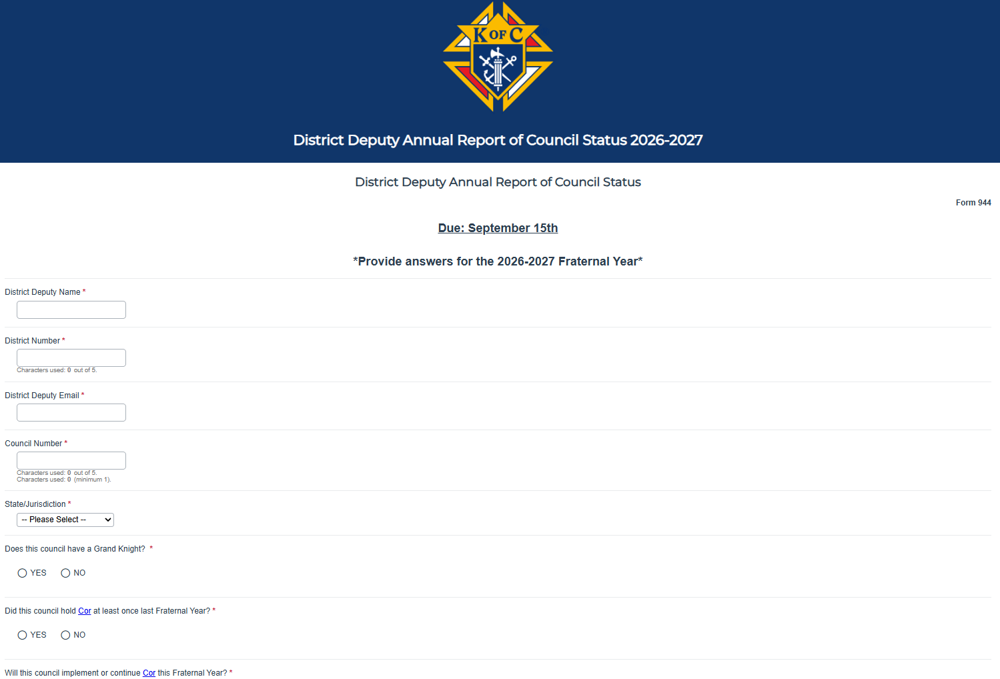 K OF C
District Deputy Annual Report of Council Status 2026-2027
District Deputy Annual Report of Council Status
Form 944
Due: September 15th
*Provide answers for the 2026-2027 Fraternal Year*
District Deputy Name *
District Number *
Characters used: 0 out of 5.
District Deputy Email *
Council Number *
Characters used: 0 out of 5.
Characters used: 0 (minimum 1).
State/Jurisdiction *
-- Please Select --
Does this council have a Grand Knight? *
YES NO
Did this council hold Cor at least once last Fraternal Year? *
YES NO
Will this council implement or continue Cor this Fraternal Year? *